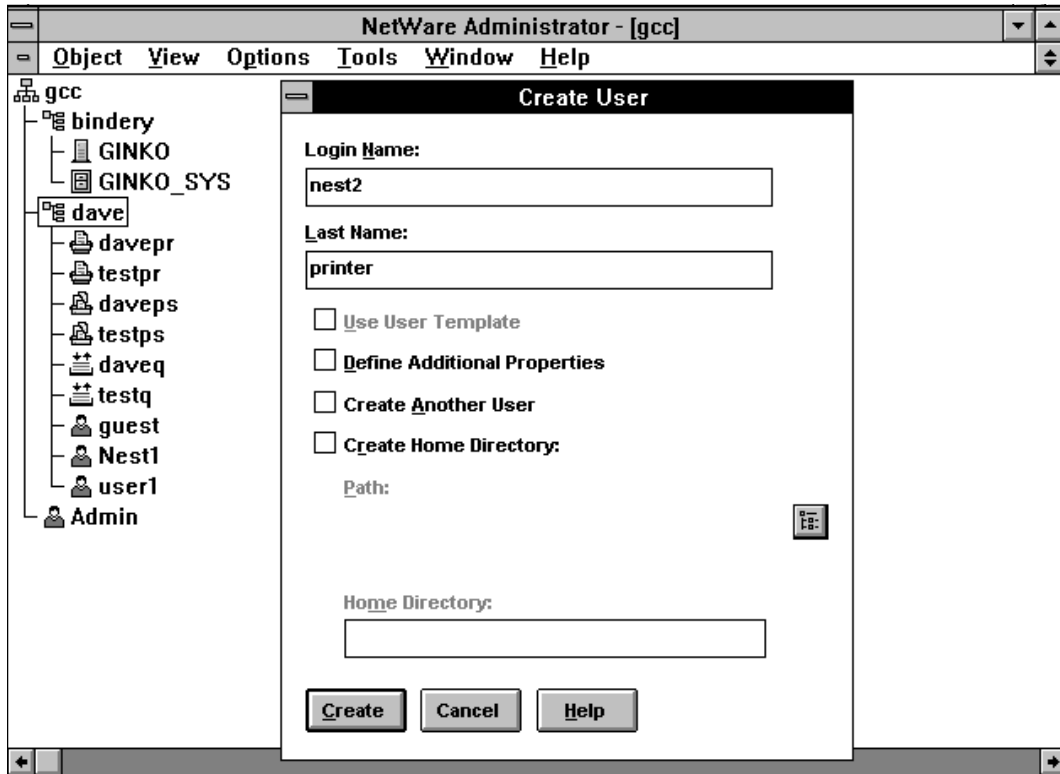 NetWare Administrator - [gcc]
Object View Options Tools Window Help
gcc
bindery
GINKO
GINKO_SYS
dave
davepr
testpr
daveps
testps
daveq
testq
guest
Nest1
user1
Admin
Create User
Login Name:
nest2
Last Name:
printer
Use User Template
Define Additional Properties
Create Another User
Create Home Directory:
Path:
Home Directory:
Create Cancel Help